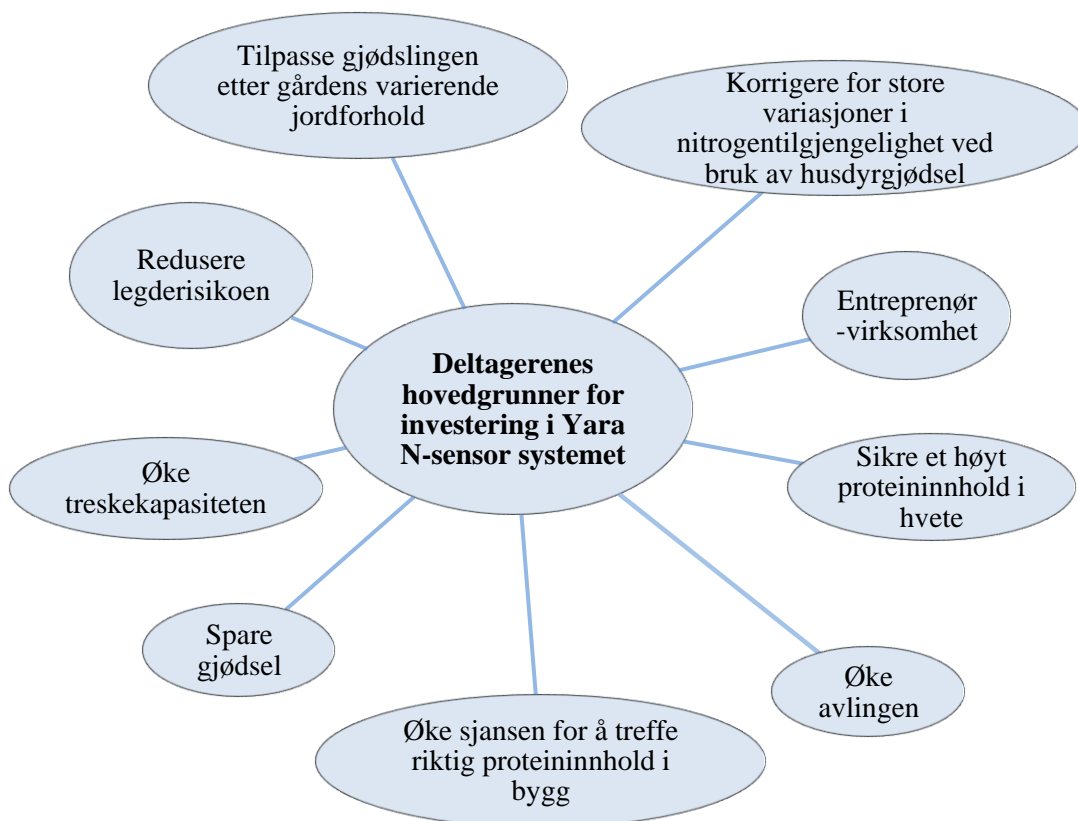 Tilpasse gjødslingen
etter gårdens varierende
jordforhold
Korrigere for store
variasjoner i
nitrogentilgjengelighet ved
bruk av husdyrgjødsel
Redusere
legderisikoen
Entreprenør
-virksomhet
Deltagerenes
hovedgrunner for
investering i Yara
N-sensor systemet
Øke
treskekapasiteten
Sikre et høyt
proteininnhold i
hvete
Spare
gjødsel
Øke
avlingen
Øke sjansen for å treffe
riktig proteininnhold i
bygg